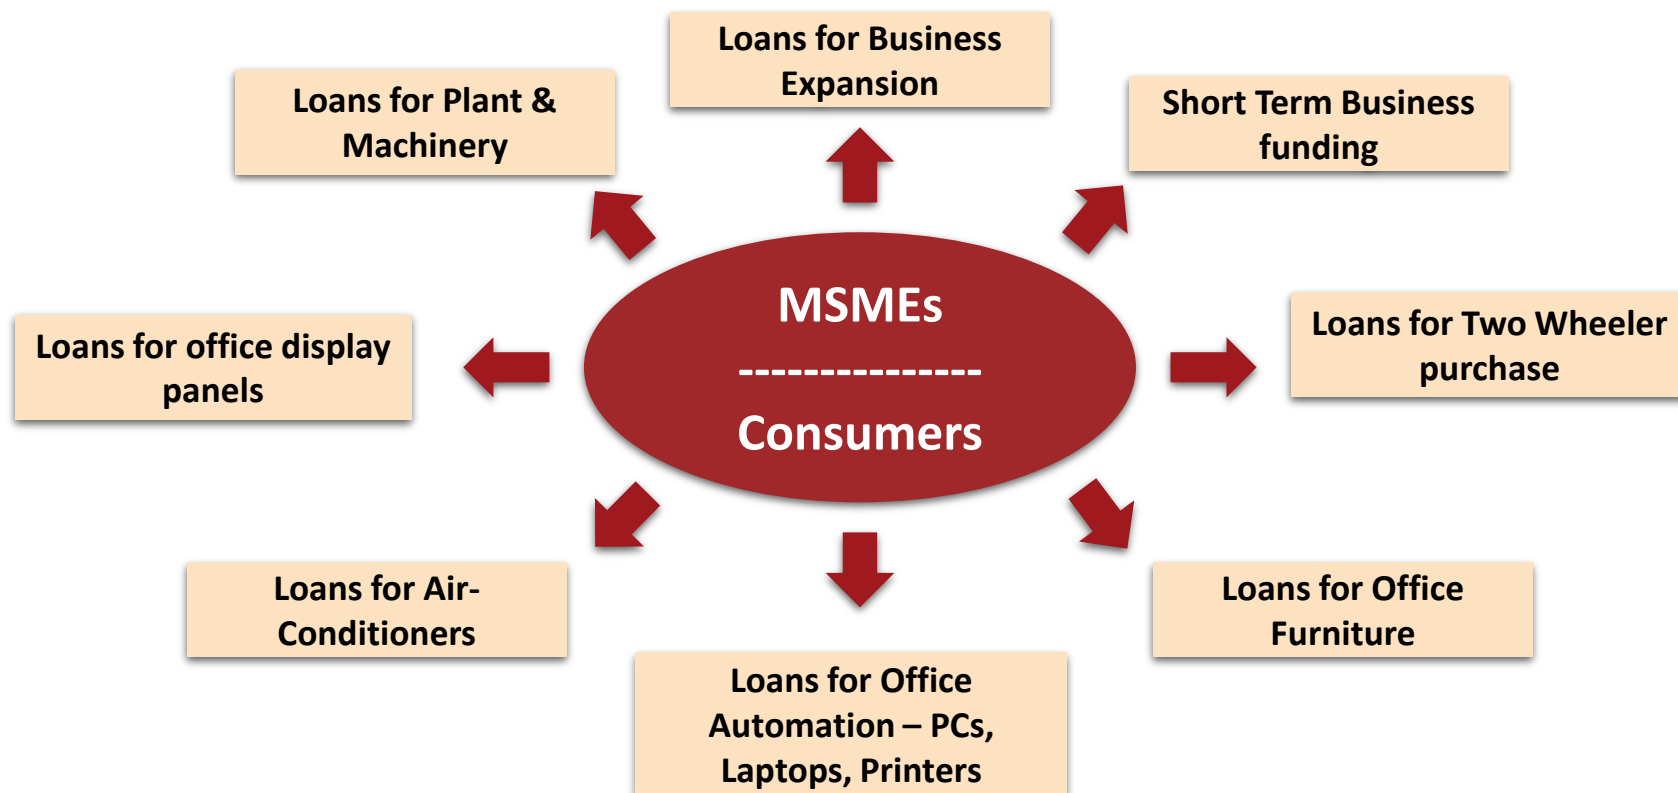 Loans for Business
Expansion
Loans for Plant &
Machinery
Short Term Business
funding
MSMEs
---------------
Consumers
Loans for office display
panels
Loans for Two Wheeler
purchase
Loans for Air-
Conditioners
Loans for Office
Furniture
Loans for Office
Automation – PCs,
Laptops, Printers